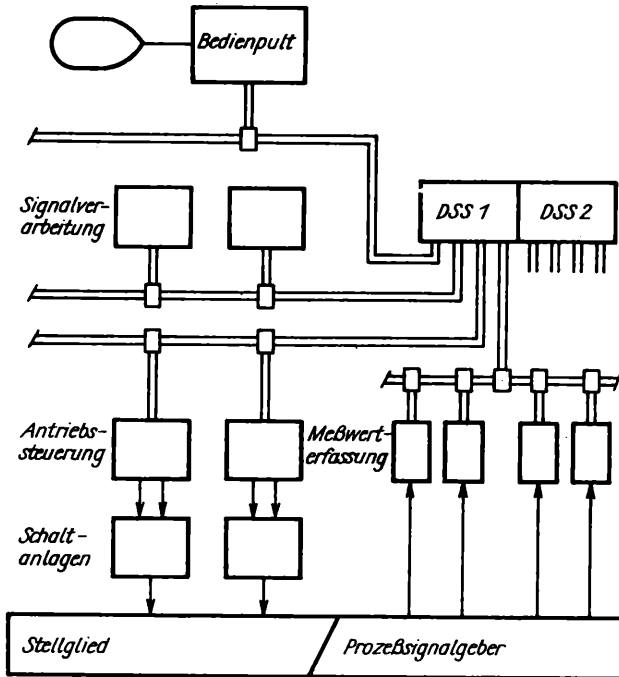 Bedienpult
Signalver-
arbeitung
DSS 1
DSS 2
Antriebs-
steuerung
Meßwert-
erfassung
Schalt-
anlagen
Stellglied
Prozeßsignalgeber